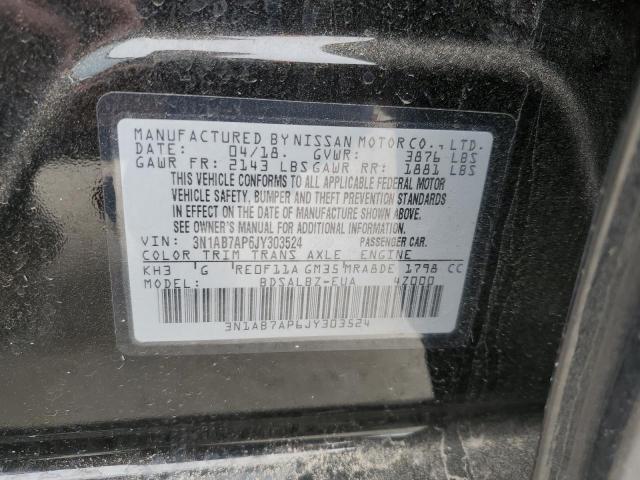 MANUFACTURED BY NISSAN MOTOR CO., LTD.
DATE: 04/18. GVWR: 3876 LBS
GAWR FR: 2143 LBS GAWR RR: 1881 LBS
THIS VEHICLE CONFORMS TO ALL APPLICABLE FEDERAL MOTOR
VEHICLE SAFETY, BUMPER AND THEFT PREVENTION STANDARDS
IN EFFECT ON THE DATE OF MANUFACTURE SHOWN ABOVE.
SEE OWNER'S MANUAL FOR ADDITIONAL INFORMATION.
VIN: 3N1AB7AP6JY303524 PASSENGER CAR.
COLOR TRIM TRANS AXLE ENGINE
KH3 G RE0F11A GM35 MRA8DE 1798 CC
MODEL: BDSALBZ-EUA 4Z000
3N1AB7AP6JY303524